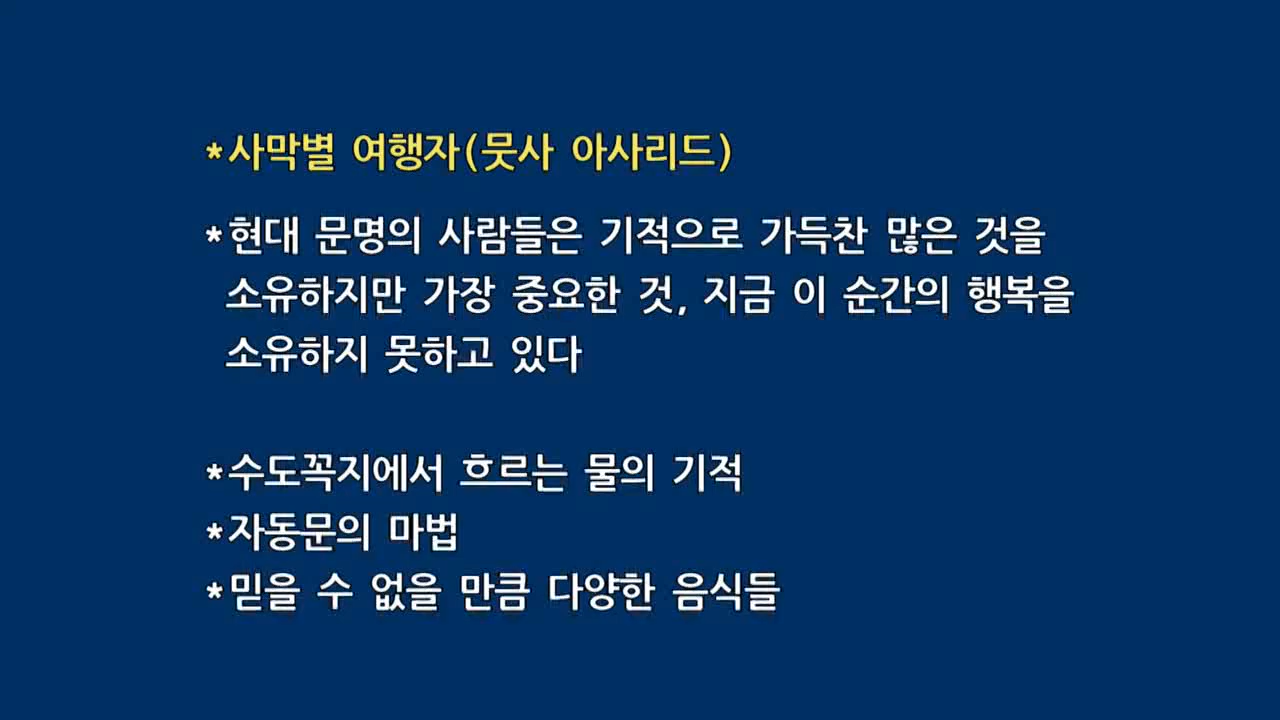 *사막별 여행자(뭇사 아사리드)
*현대 문명의 사람들은 기적으로 가득찬 많은 것을
소유하지만 가장 중요한 것, 지금 이 순간의 행복을
소유하지 못하고 있다
*수도꼭지에서 흐르는 물의 기적
*자동문의 마법
*믿을 수 없을 만큼 다양한 음식들